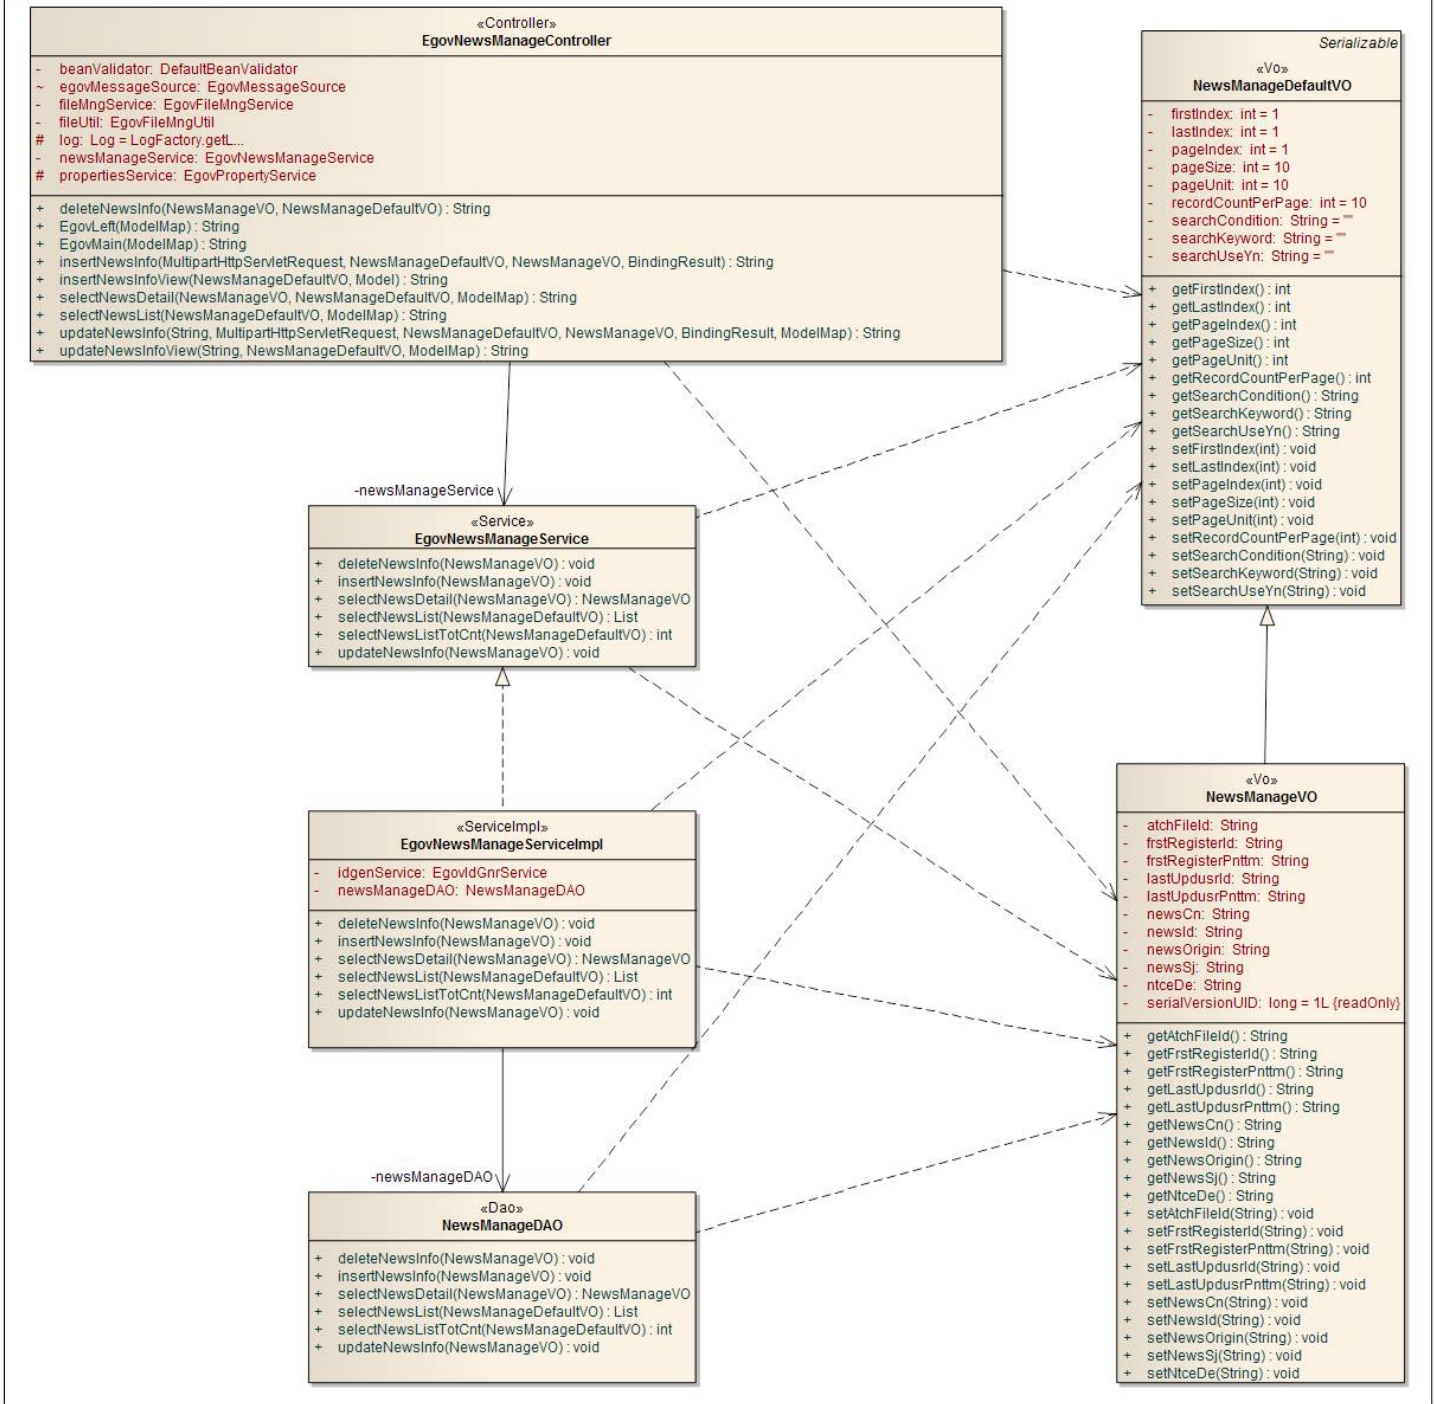 «Controller»
EgovNewsManageController
- beanValidator: DefaultBeanValidator
~ egovMessageSource: EgovMessageSource
- fileMngService: EgovFileMngService
- fileUtil: EgovFileMngUtil
# log: Log = LogFactory.getL...
- newsManageService: EgovNewsManageService
# propertiesService: EgovPropertyService
+ deleteNewsInfo(NewsManageVO, NewsManageDefaultVO) : String
+ EgovLeft(ModelMap) : String
+ EgovMain(ModelMap) : String
+ insertNewsInfo(MultipartHttpServletRequest, NewsManageDefaultVO, NewsManageVO, BindingResult) : String
+ insertNewsInfoView(NewsManageDefaultVO, Model) : String
+ selectNewsDetail(NewsManageVO, NewsManageDefaultVO, ModelMap) : String
+ selectNewsList(NewsManageDefaultVO, ModelMap) : String
+ updateNewsInfo(String, MultipartHttpServletRequest, NewsManageDefaultVO, NewsManageVO, BindingResult, ModelMap) : String
+ updateNewsInfoView(String, NewsManageDefaultVO, ModelMap) : String
Serializable
«Vo»
NewsManageDefaultVO
- firstIndex: int = 1
- lastIndex: int = 1
- pageIndex: int = 1
- pageSize: int = 10
- pageUnit: int = 10
- recordCountPerPage: int = 10
- searchCondition: String = ""
- searchKeyword: String = ""
- searchUseYn: String = ""
+ getFirstIndex() : int
+ getLastIndex() : int
+ getPageIndex() : int
+ getPageSize() : int
+ getPageUnit() : int
+ getRecordCountPerPage() : int
+ getSearchCondition() : String
+ getSearchKeyword() : String
+ getSearchUseYn() : String
+ setFirstIndex(int) : void
+ setLastIndex(int) : void
+ setPageIndex(int) : void
+ setPageSize(int) : void
+ setPageUnit(int) : void
+ setRecordCountPerPage(int) : void
+ setSearchCondition(String) : void
+ setSearchKeyword(String) : void
+ setSearchUseYn(String) : void
-newsManageService
«Service»
EgovNewsManageService
+ deleteNewsInfo(NewsManageVO) : void
+ insertNewsInfo(NewsManageVO) : void
+ selectNewsDetail(NewsManageVO) : NewsManageVO
+ selectNewsList(NewsManageDefaultVO) : List
+ selectNewsListTotCnt(NewsManageDefaultVO) : int
+ updateNewsInfo(NewsManageVO) : void
«ServiceImpl»
EgovNewsManageServiceImpl
- idgenService: EgovIdGnrService
- newsManageDAO: NewsManageDAO
+ deleteNewsInfo(NewsManageVO) : void
+ insertNewsInfo(NewsManageVO) : void
+ selectNewsDetail(NewsManageVO) : NewsManageVO
+ selectNewsList(NewsManageDefaultVO) : List
+ selectNewsListTotCnt(NewsManageDefaultVO) : int
+ updateNewsInfo(NewsManageVO) : void
«Vo»
NewsManageVO
- atchFileId: String
- frstRegisterId: String
- frstRegisterPnttm: String
- lastUpdusrId: String
- lastUpdusrPnttm: String
- newsCn: String
- newsId: String
- newsOrigin: String
- newsSj: String
- ntceDe: String
- serialVersionUID: long = 1L {readOnly}
+ getAtchFileId() : String
+ getFrstRegisterId() : String
+ getFrstRegisterPnttm() : String
+ getLastUpdusrId() : String
+ getLastUpdusrPnttm() : String
+ getNewsCn() : String
+ getNewsId() : String
+ getNewsOrigin() : String
+ getNewsSj() : String
+ getNtceDe() : String
+ setAtchFileId(String) : void
+ setFrstRegisterId(String) : void
+ setFrstRegisterPnttm(String) : void
+ setLastUpdusrId(String) : void
+ setLastUpdusrPnttm(String) : void
+ setNewsCn(String) : void
+ setNewsId(String) : void
+ setNewsOrigin(String) : void
+ setNewsSj(String) : void
+ setNtceDe(String) : void
-newsManageDAO
«Dao»
NewsManageDAO
+ deleteNewsInfo(NewsManageVO) : void
+ insertNewsInfo(NewsManageVO) : void
+ selectNewsDetail(NewsManageVO) : NewsManageVO
+ selectNewsList(NewsManageDefaultVO) : List
+ selectNewsListTotCnt(NewsManageDefaultVO) : int
+ updateNewsInfo(NewsManageVO) : void